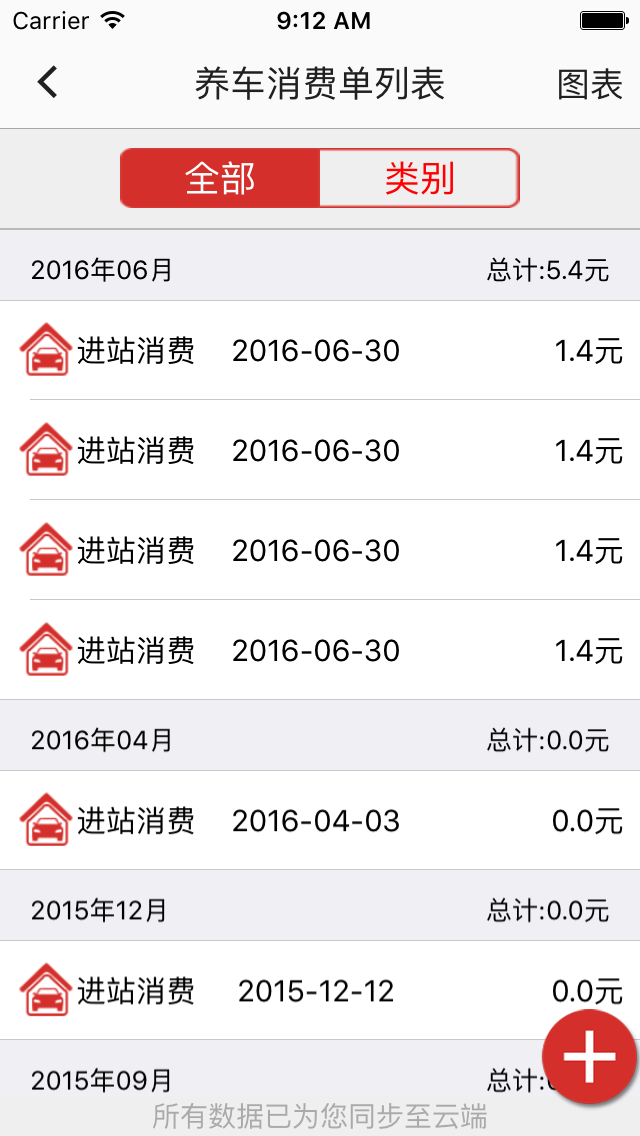 Carrier 9:12 AM
养车消费单列表 图表
全部 类别
2016年06月 总计:5.4元
进站消费 2016-06-30 1.4元
进站消费 2016-06-30 1.4元
进站消费 2016-06-30 1.4元
进站消费 2016-06-30 1.4元
2016年04月 总计:0.0元
进站消费 2016-04-03 0.0元
2015年12月 总计:0.0元
进站消费 2015-12-12 0.0元
2015年09月 总计:
所有数据已为您同步至云端